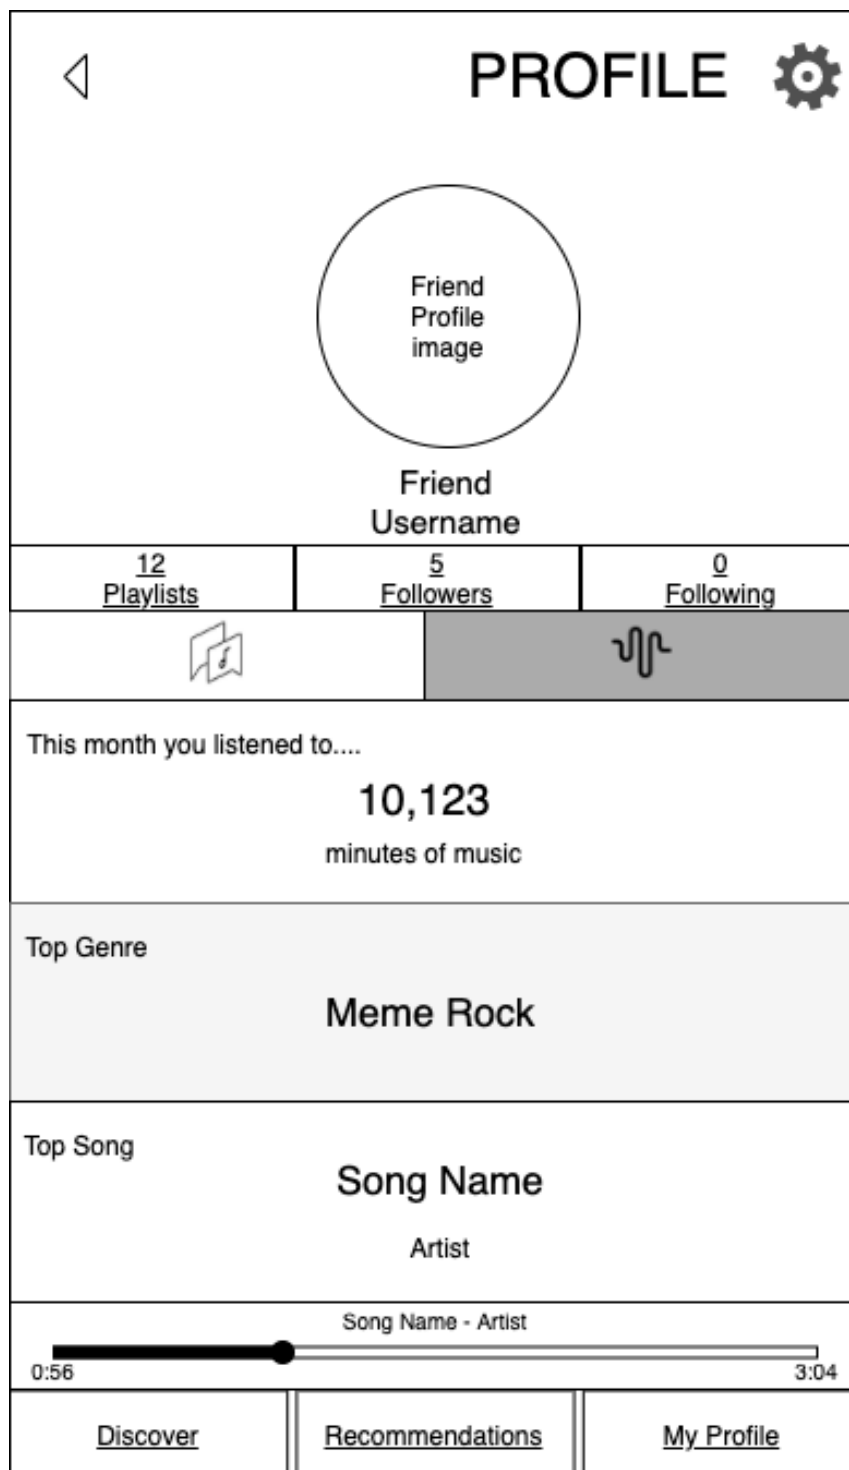 PROFILE
Friend
Profile
image
Friend
Username
12
Playlists
5
Followers
0
Following
This month you listened to....
10,123
minutes of music
Top Genre
Meme Rock
Top Song
Song Name
Artist
Song Name - Artist
0:56
3:04
Discover
Recommendations
My Profile